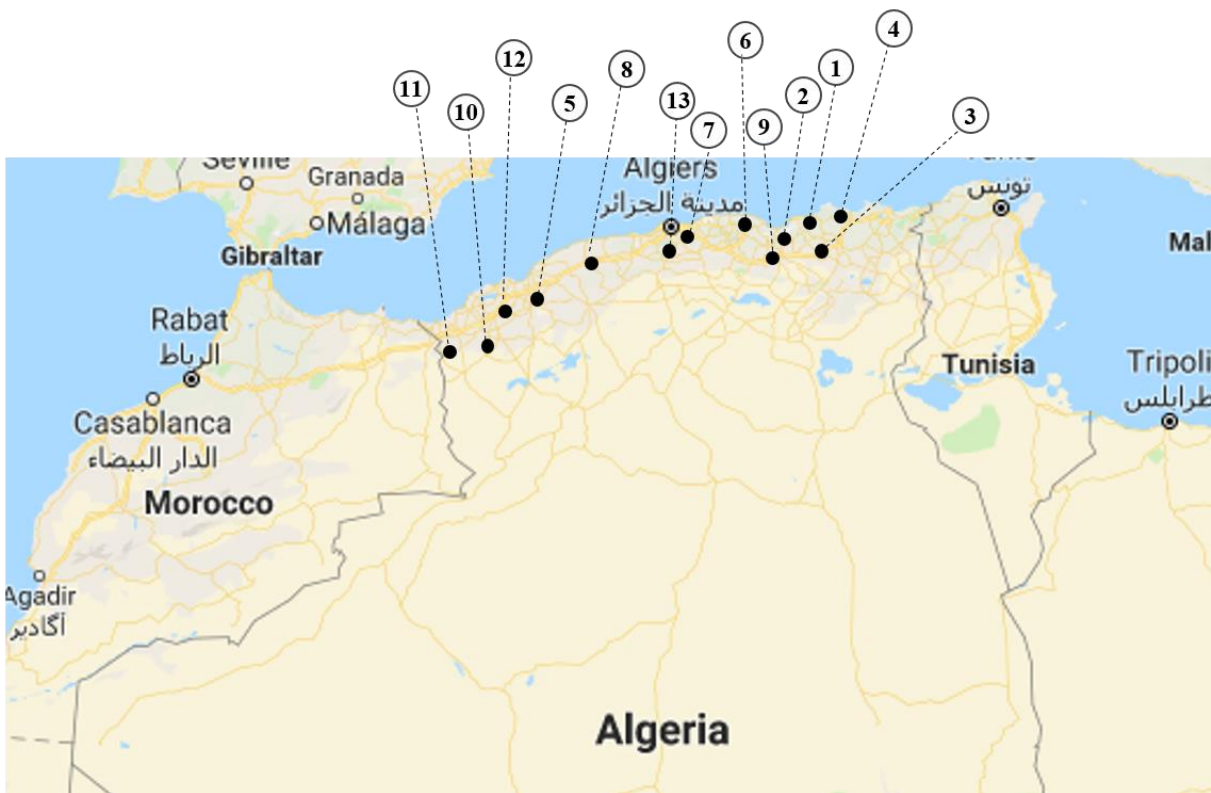 4
6
12
8
1
11
2
13
5
10
3
9
7
Seville
Granada
Málaga
Gibraltar
Algiers
مدينة الجزائر
تونس
Rabat
الرباط
Casablanca
الدار البيضاء
Morocco
Tunisia
Tripoli
طرابلس
Agadir
أگادير
Algeria